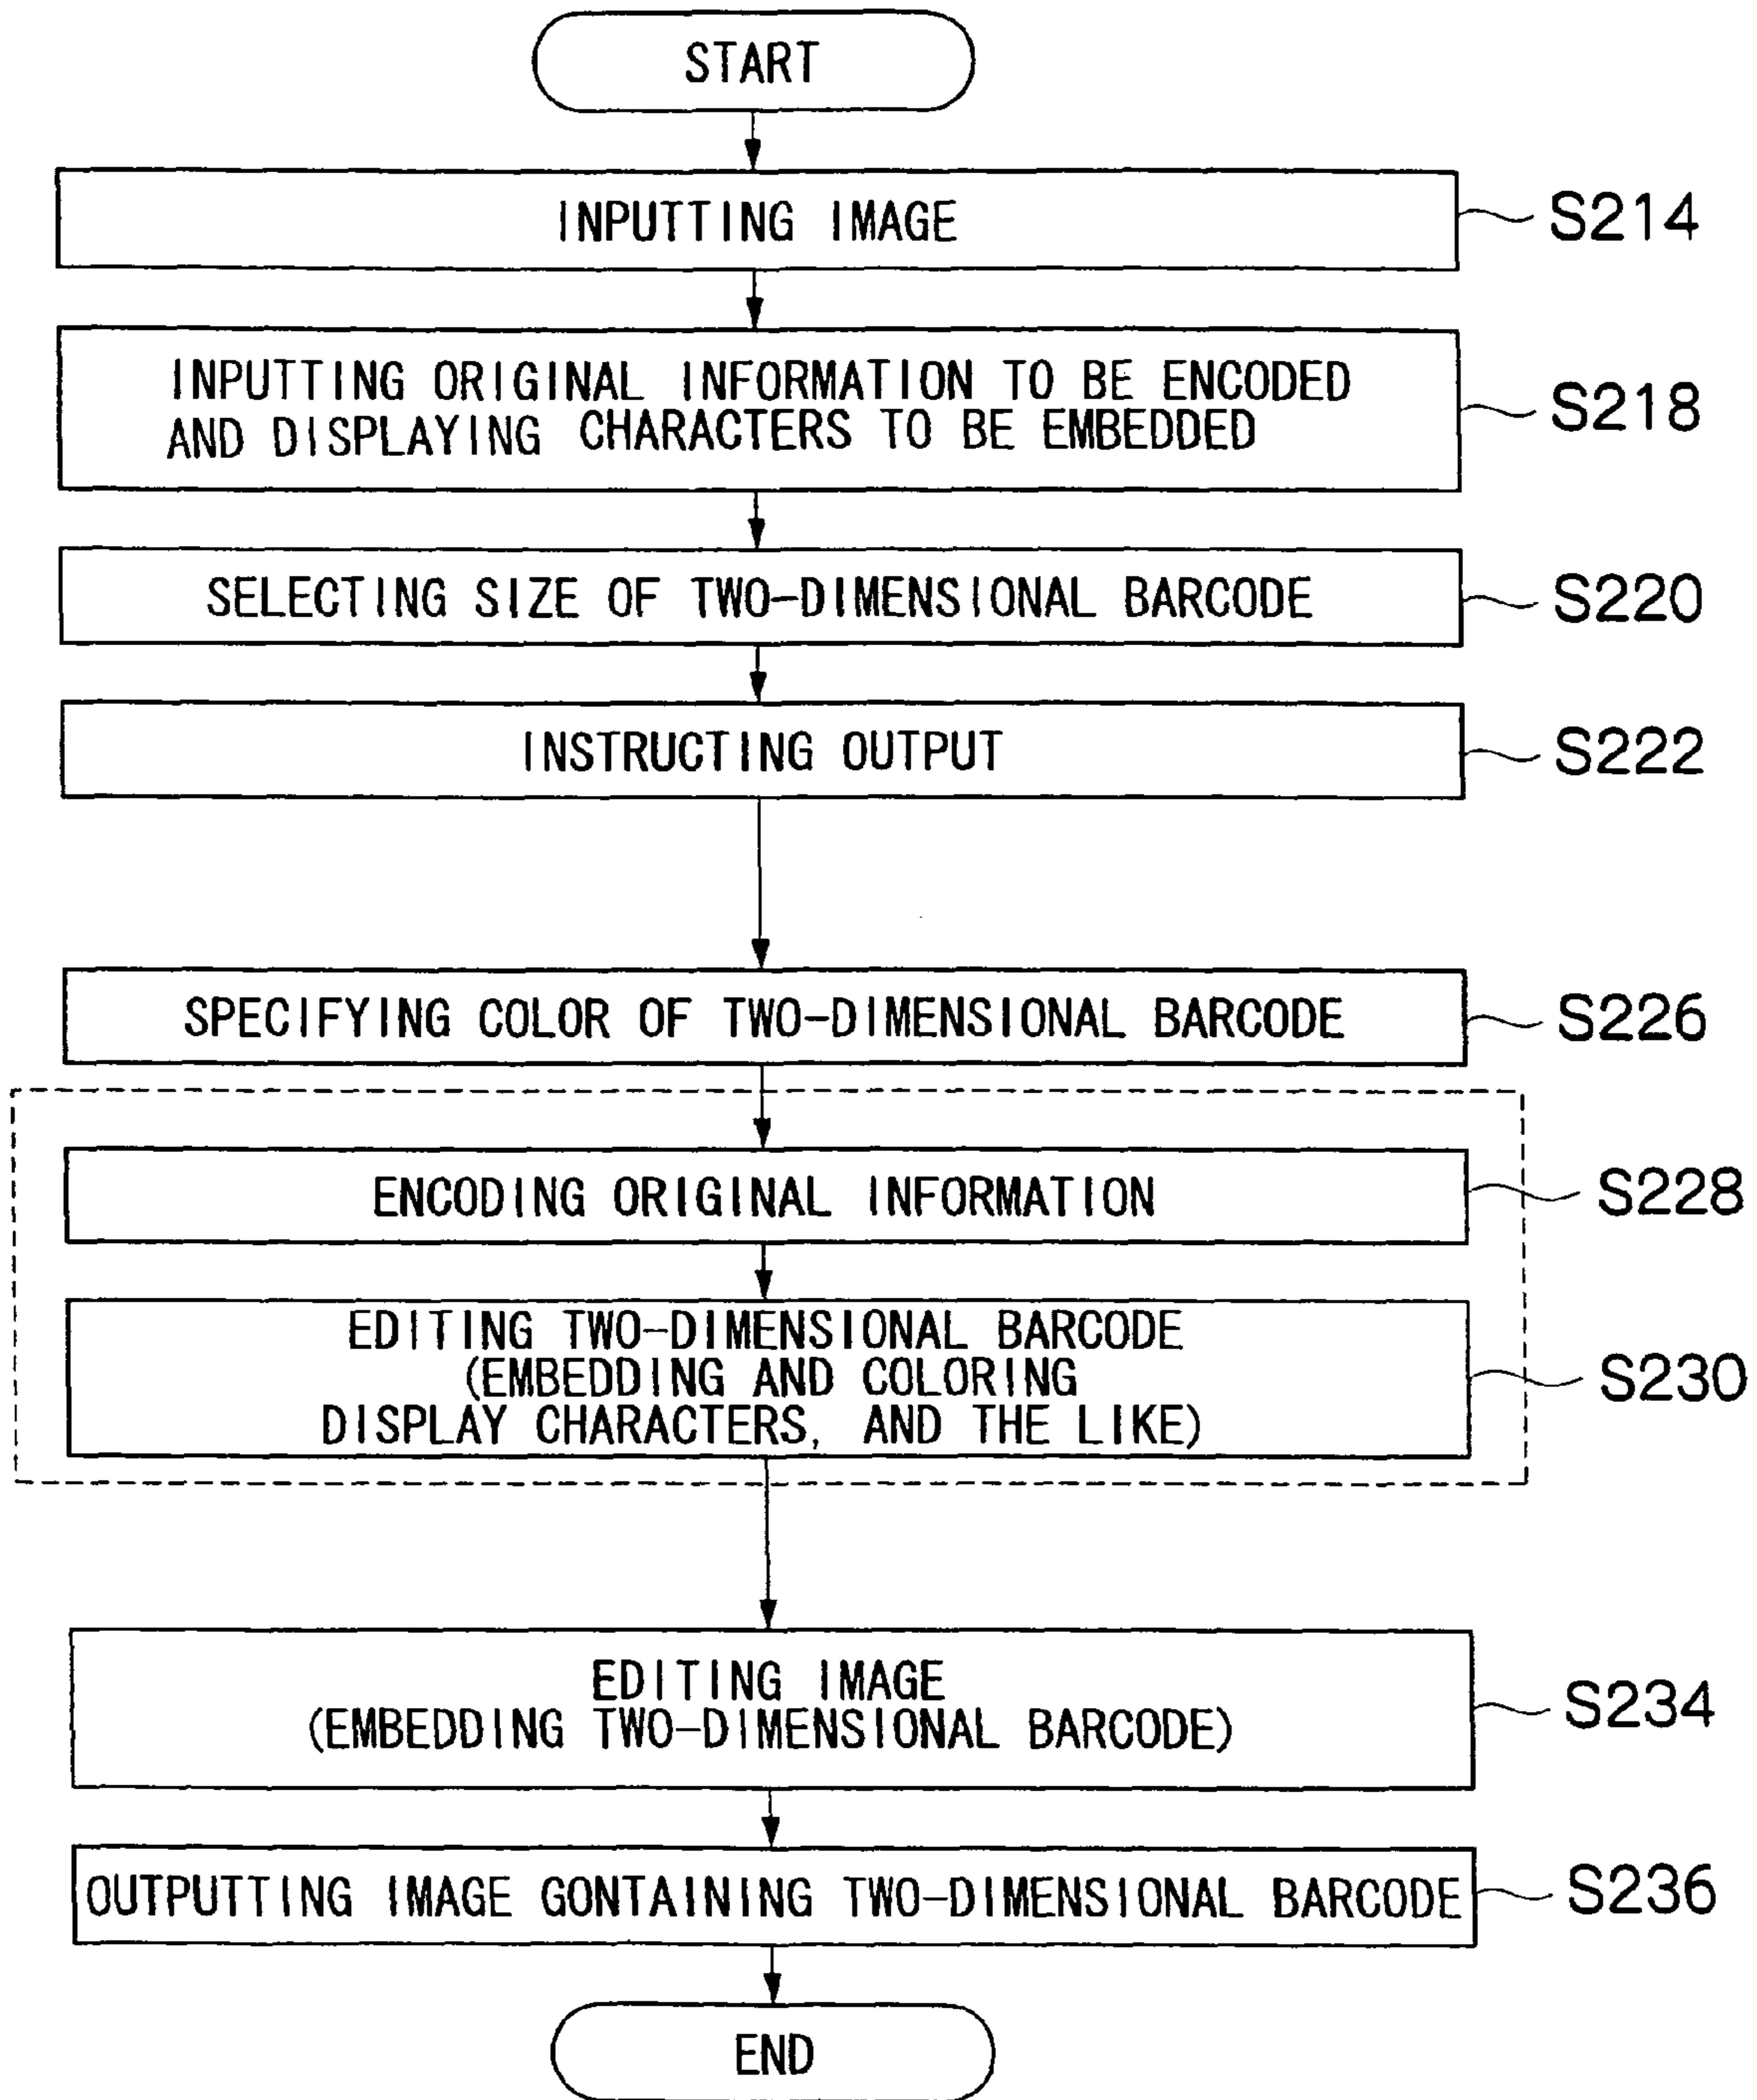 START
INPUTTING IMAGE
S214
INPUTTING ORIGINAL INFORMATION TO BE ENCODED
AND DISPLAYING CHARACTERS TO BE EMBEDDED
S218
SELECTING SIZE OF TWO-DIMENSIONAL BARCODE
S220
INSTRUCTING OUTPUT
S222
SPECIFYING COLOR OF TWO-DIMENSIONAL BARCODE
S226
ENCODING ORIGINAL INFORMATION
S228
EDITING TWO-DIMENSIONAL BARCODE
(EMBEDDING AND COLORING
DISPLAY CHARACTERS, AND THE LIKE)
S230
EDITING IMAGE
(EMBEDDING TWO-DIMENSIONAL BARCODE)
S234
OUTPUTTING IMAGE GONTAINING TWO-DIMENSIONAL BARCODE
S236
END